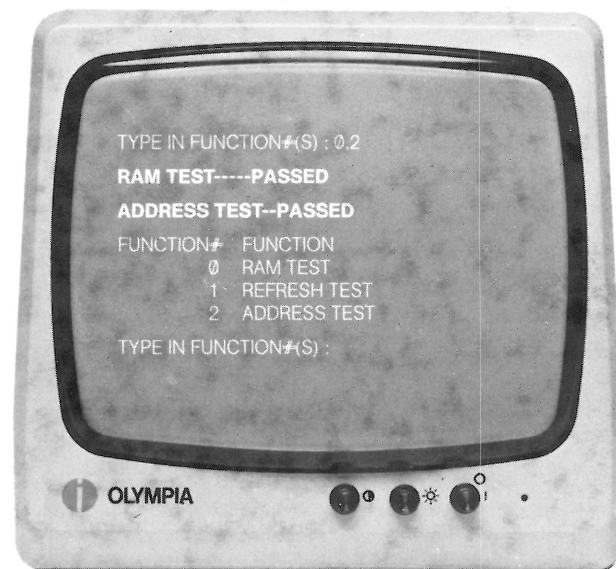 TYPE IN FUNCTION#(S) : 0.2
RAM TEST-----PASSED
ADDRESS TEST--PASSED
FUNCTION# FUNCTION
0 RAM TEST
1 REFRESH TEST
2 ADDRESS TEST
TYPE IN FUNCTION#(S) :
OLYMPIA